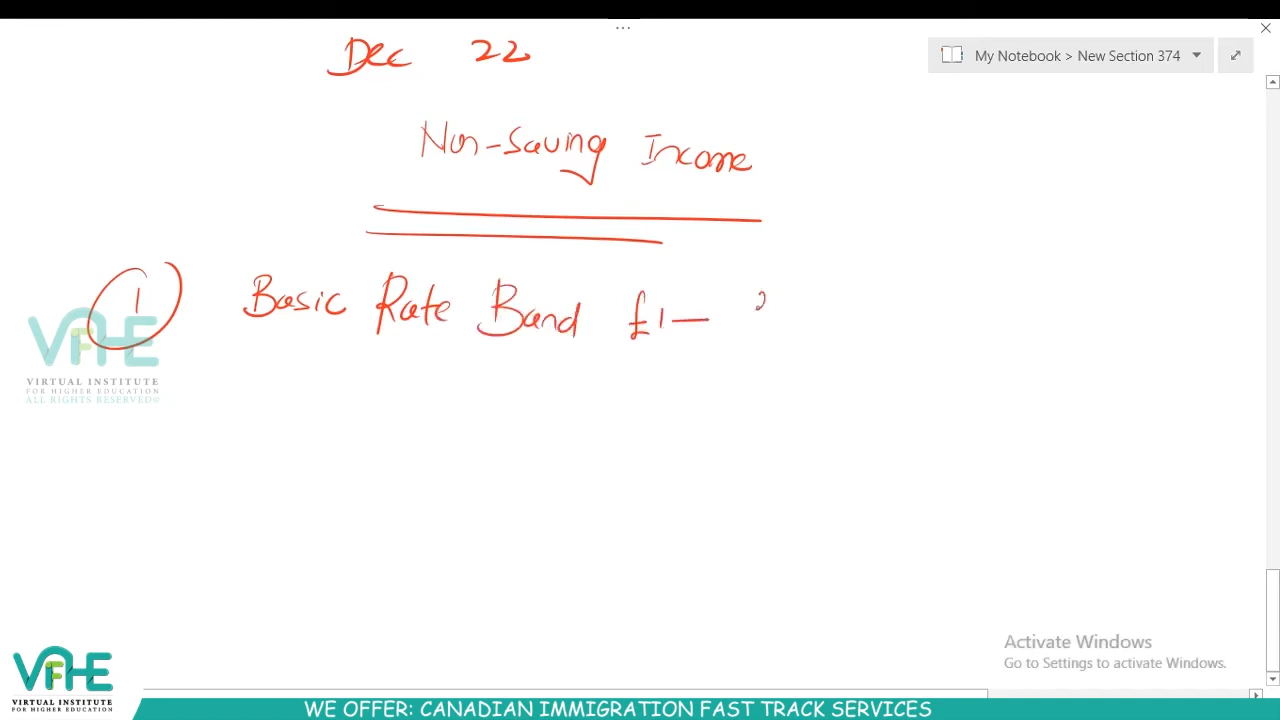 ...
My Notebook > New Section 374
Dec 22
Non-Saving Income
1 Basic Rate Band £1 —
VIFHE
VIRTUAL INSTITUTE
FOR HIGHER EDUCATION
ALL RIGHTS RESERVED©
Activate Windows
Go to Settings to activate Windows.
VIFHE
VIRTUAL INSTITUTE
FOR HIGHER EDUCATION
WE OFFER: CANADIAN IMMIGRATION FAST TRACK SERVICES